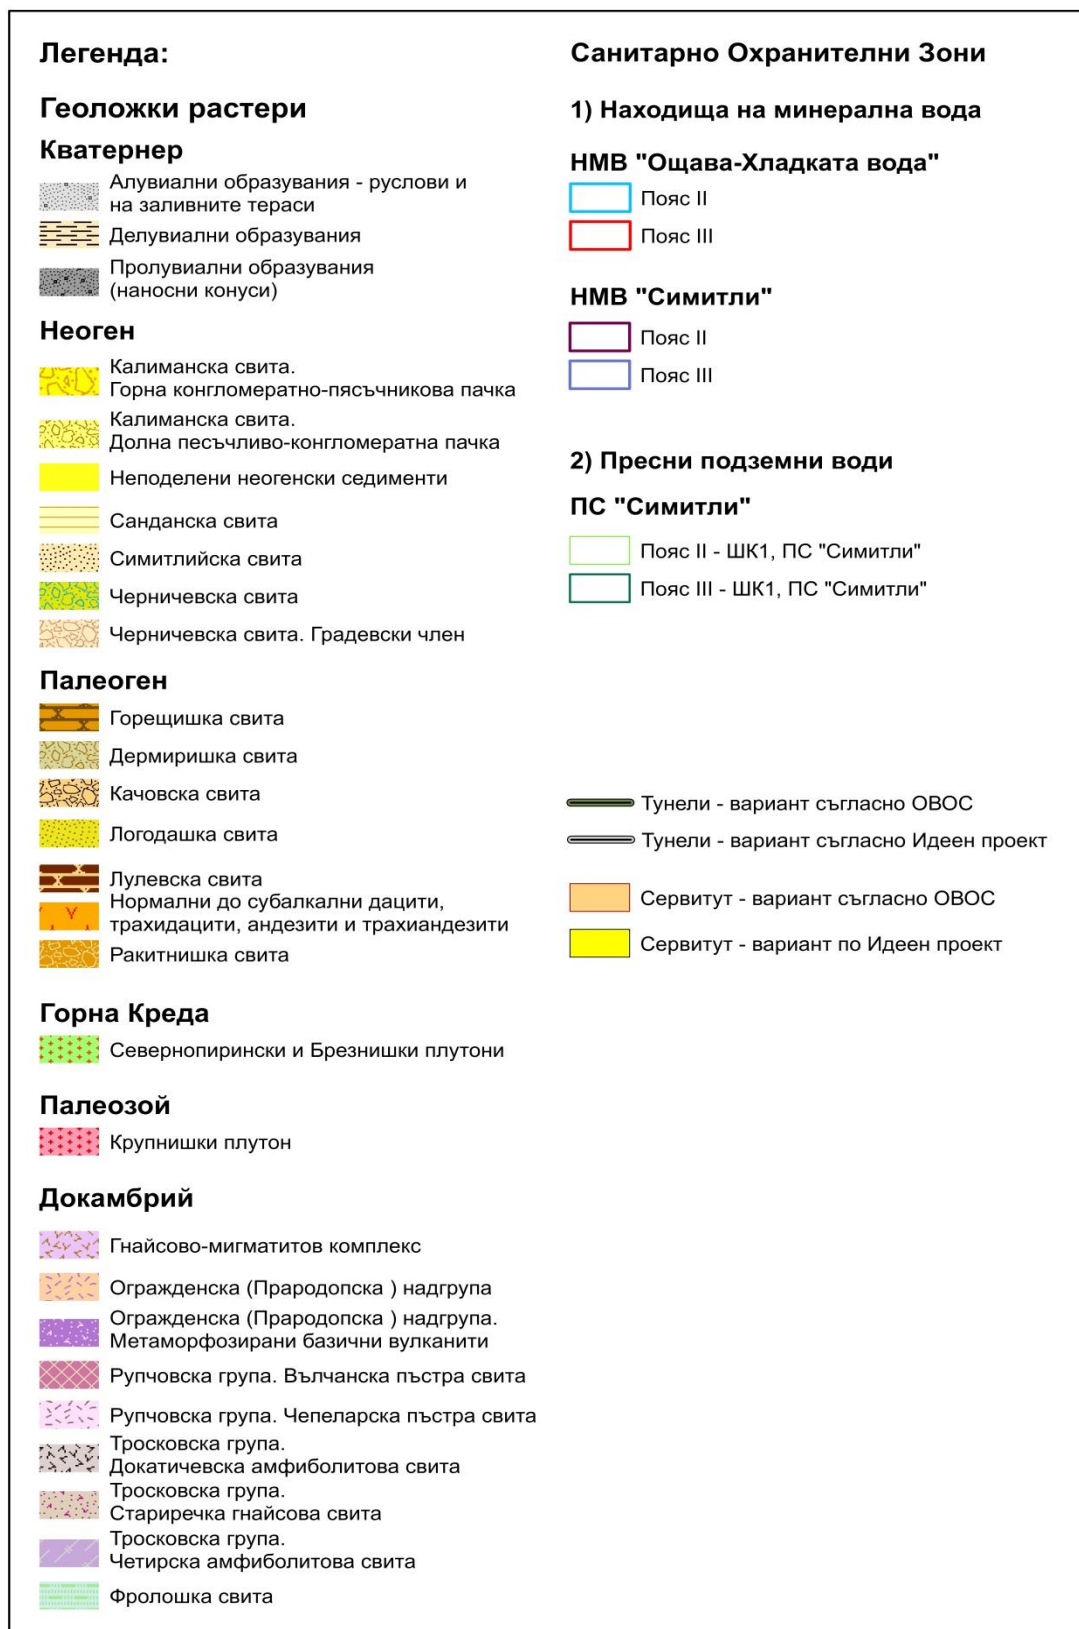 Легенда:
Геоложки растери
Кватернер
Алувиални образувания - руслови и
на заливните тераси
Делувиални образувания
Пролувиални образувания
(наносни конуси)
Неоген
Калиманска свита.
Горна конгломератно-пясъчникова пачка
Калиманска свита.
Долна песъчливо-конгломератна пачка
Неподелени неогенски седименти
Санданска свита
Симитлийска свита
Черничевска свита
Черничевска свита. Градевски член
Палеоген
Горещишка свита
Дермиришка свита
Качовска свита
Логодашка свита
Лулевска свита
Нормални до субалкални дацити,
трахидацити, андезити и трахиандезити
Ракитнишка свита
Горна Креда
Севернопирински и Брезнишки плутони
Палеозой
Крупнишки плутон
Докамбрий
Гнайсово-мигматитов комплекс
Огражденска (Прародопска ) надгрупа
Огражденска (Прародопска ) надгрупа.
Метаморфозирани базични вулканити
Рупчовска група. Вълчанска пъстра свита
Рупчовска група. Чепеларска пъстра свита
Тросковска група.
Докатичевска амфиболитова свита
Тросковска група.
Стариречка гнайсова свита
Тросковска група.
Четирска амфиболитова свита
Фролошка свита
Санитарно Охранителни Зони
1) Находища на минерална вода
НМВ "Ощава-Хладката вода"
Пояс II
Пояс III
НМВ "Симитли"
Пояс II
Пояс III
2) Пресни подземни води
ПС "Симитли"
Пояс II - ШК1, ПС "Симитли"
Пояс III - ШК1, ПС "Симитли"
Тунели - вариант съгласно ОВОС
Тунели - вариант съгласно Идеен проект
Сервитут - вариант съгласно ОВОС
Сервитут - вариант по Идеен проект